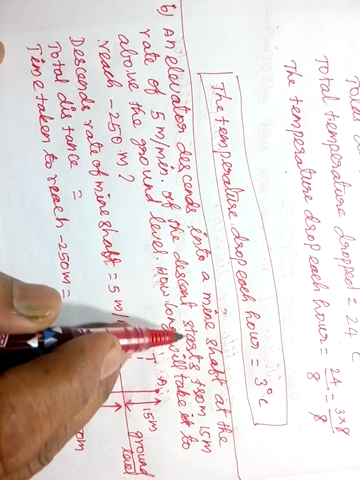 Total temperature dropped = 24
The temperature drop each hour = 24/8 = 3×8/8
The temperature drop each hour = 3°C
b) An elevator descends into a mine shaft at the
rate of 5 m/min. If the descent starts from 15m
above the ground level. How long will take it to
reach -250 m?
Descends rate of mine shaft = 5 m/
Total distance =
Time taken to reach -250m =
15m
ground
level